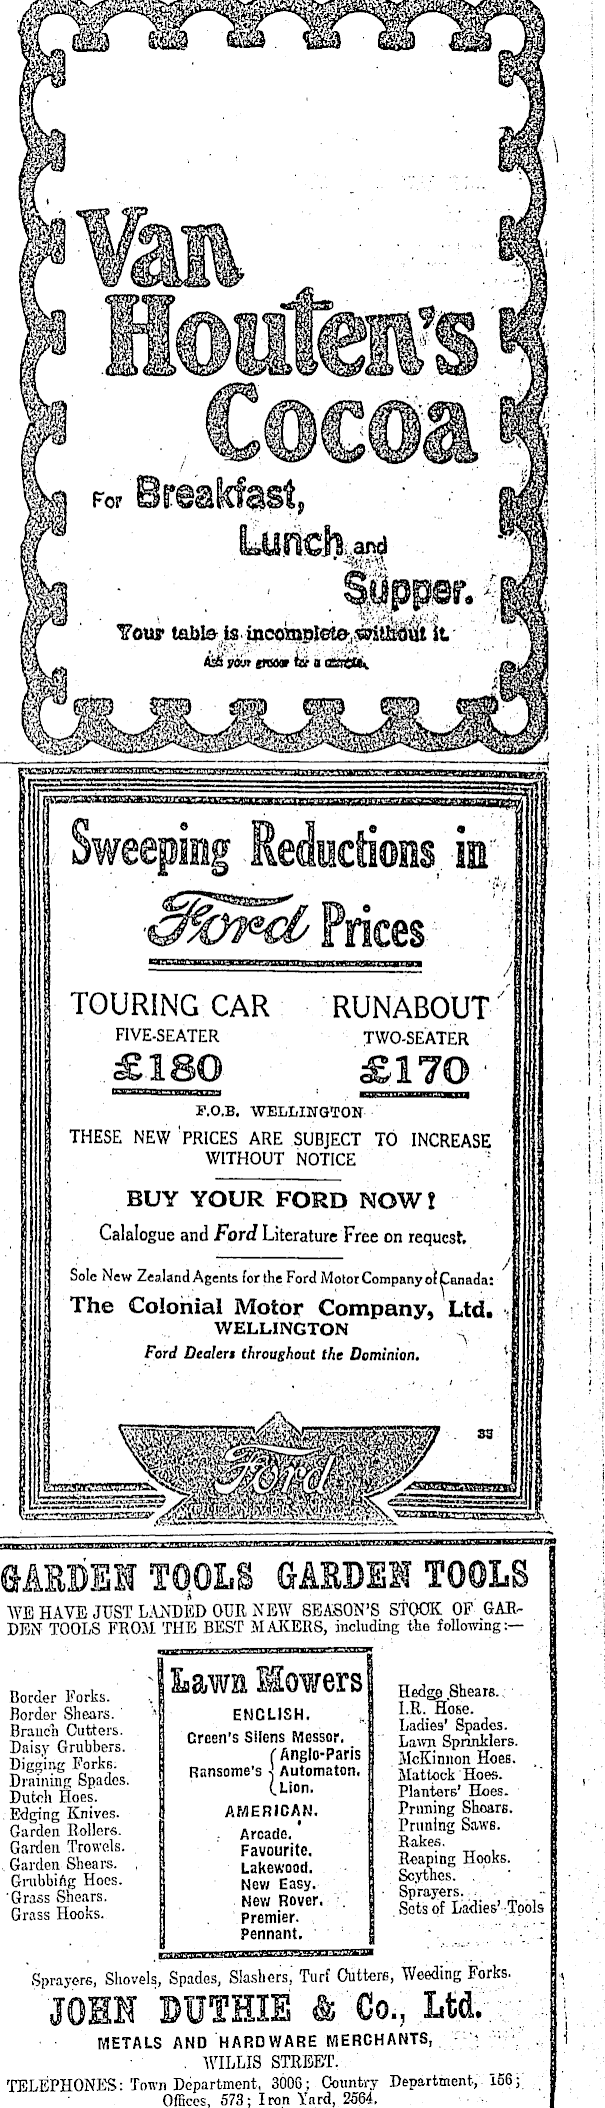 Van
Houten's
Cocoa
For Breakfast,
Lunch and
Supper.
Your table is incomplete without it.
Ask your grocer for a
Sweeping Reductions in
Ford Prices
TOURING CAR RUNABOUT
FIVE-SEATER TWO-SEATER
£180 £170
F.O.B. WELLINGTON
THESE NEW PRICES ARE SUBJECT TO INCREASE
WITHOUT NOTICE
BUY YOUR FORD NOW!
Calalogue and Ford Literature Free on request.
Sole New Zealand Agents for the Ford Motor Company of Canada:
The Colonial Motor Company, Ltd.
WELLINGTON
Ford Dealers throughout the Dominion.
33
Ford
GARDEN TOOLS GARDEN TOOLS
WE HAVE JUST LANDED OUR NEW SEASON'S STOCK OF GAR-
DEN TOOLS FROM THE BEST MAKERS, including the following:—
Border Forks.
Border Shears.
Branch Cutters.
Daisy Grubbers.
Digging Forks.
Draining Spades.
Dutch Hoes.
Edging Knives.
Garden Rollers.
Garden Trowels.
Garden Shears.
Grubbing Hoes.
Grass Shears.
Grass Hooks.
Lawn Mowers
ENGLISH.
Green's Silens Messor.
Anglo-Paris
Ransome's Automaton.
Lion.
AMERICAN.
Arcade.
Favourite.
Lakewood.
New Easy.
New Rover.
Premier.
Pennant.
Hedge Shears.
I.R. Hose.
Ladies' Spades.
Lawn Sprinklers.
McKinnon Hoes.
Mattock Hoes.
Planters' Hoes.
Pruning Shears.
Pruning Saws.
Rakes.
Reaping Hooks.
Scythes.
Sprayers.
Sets of Ladies' Tools
Sprayers, Shovels, Spades, Slashers, Turf Cutters, Weeding Forks.
JOHN DUTHIE & Co., Ltd.
METALS AND HARDWARE MERCHANTS,
WILLIS STREET.
TELEPHONES: Town Department, 3006; Country Department, 156;
Offices, 573; Iron Yard, 2564.